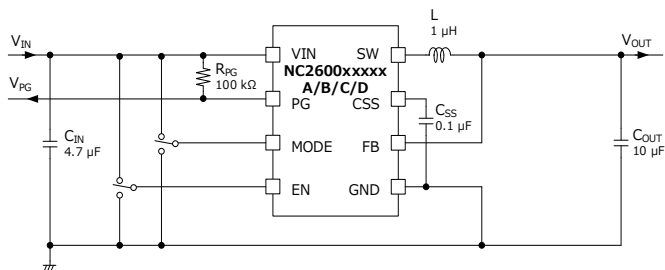 L
1 µH
VIN
VOUT
VIN
SW
NC2600xxxxx
A/B/C/D
RPG
100 kΩ
VPG
PG
CSS
CSS
0.1 µF
CIN
4.7 µF
MODE
FB
COUT
10 µF
EN
GND